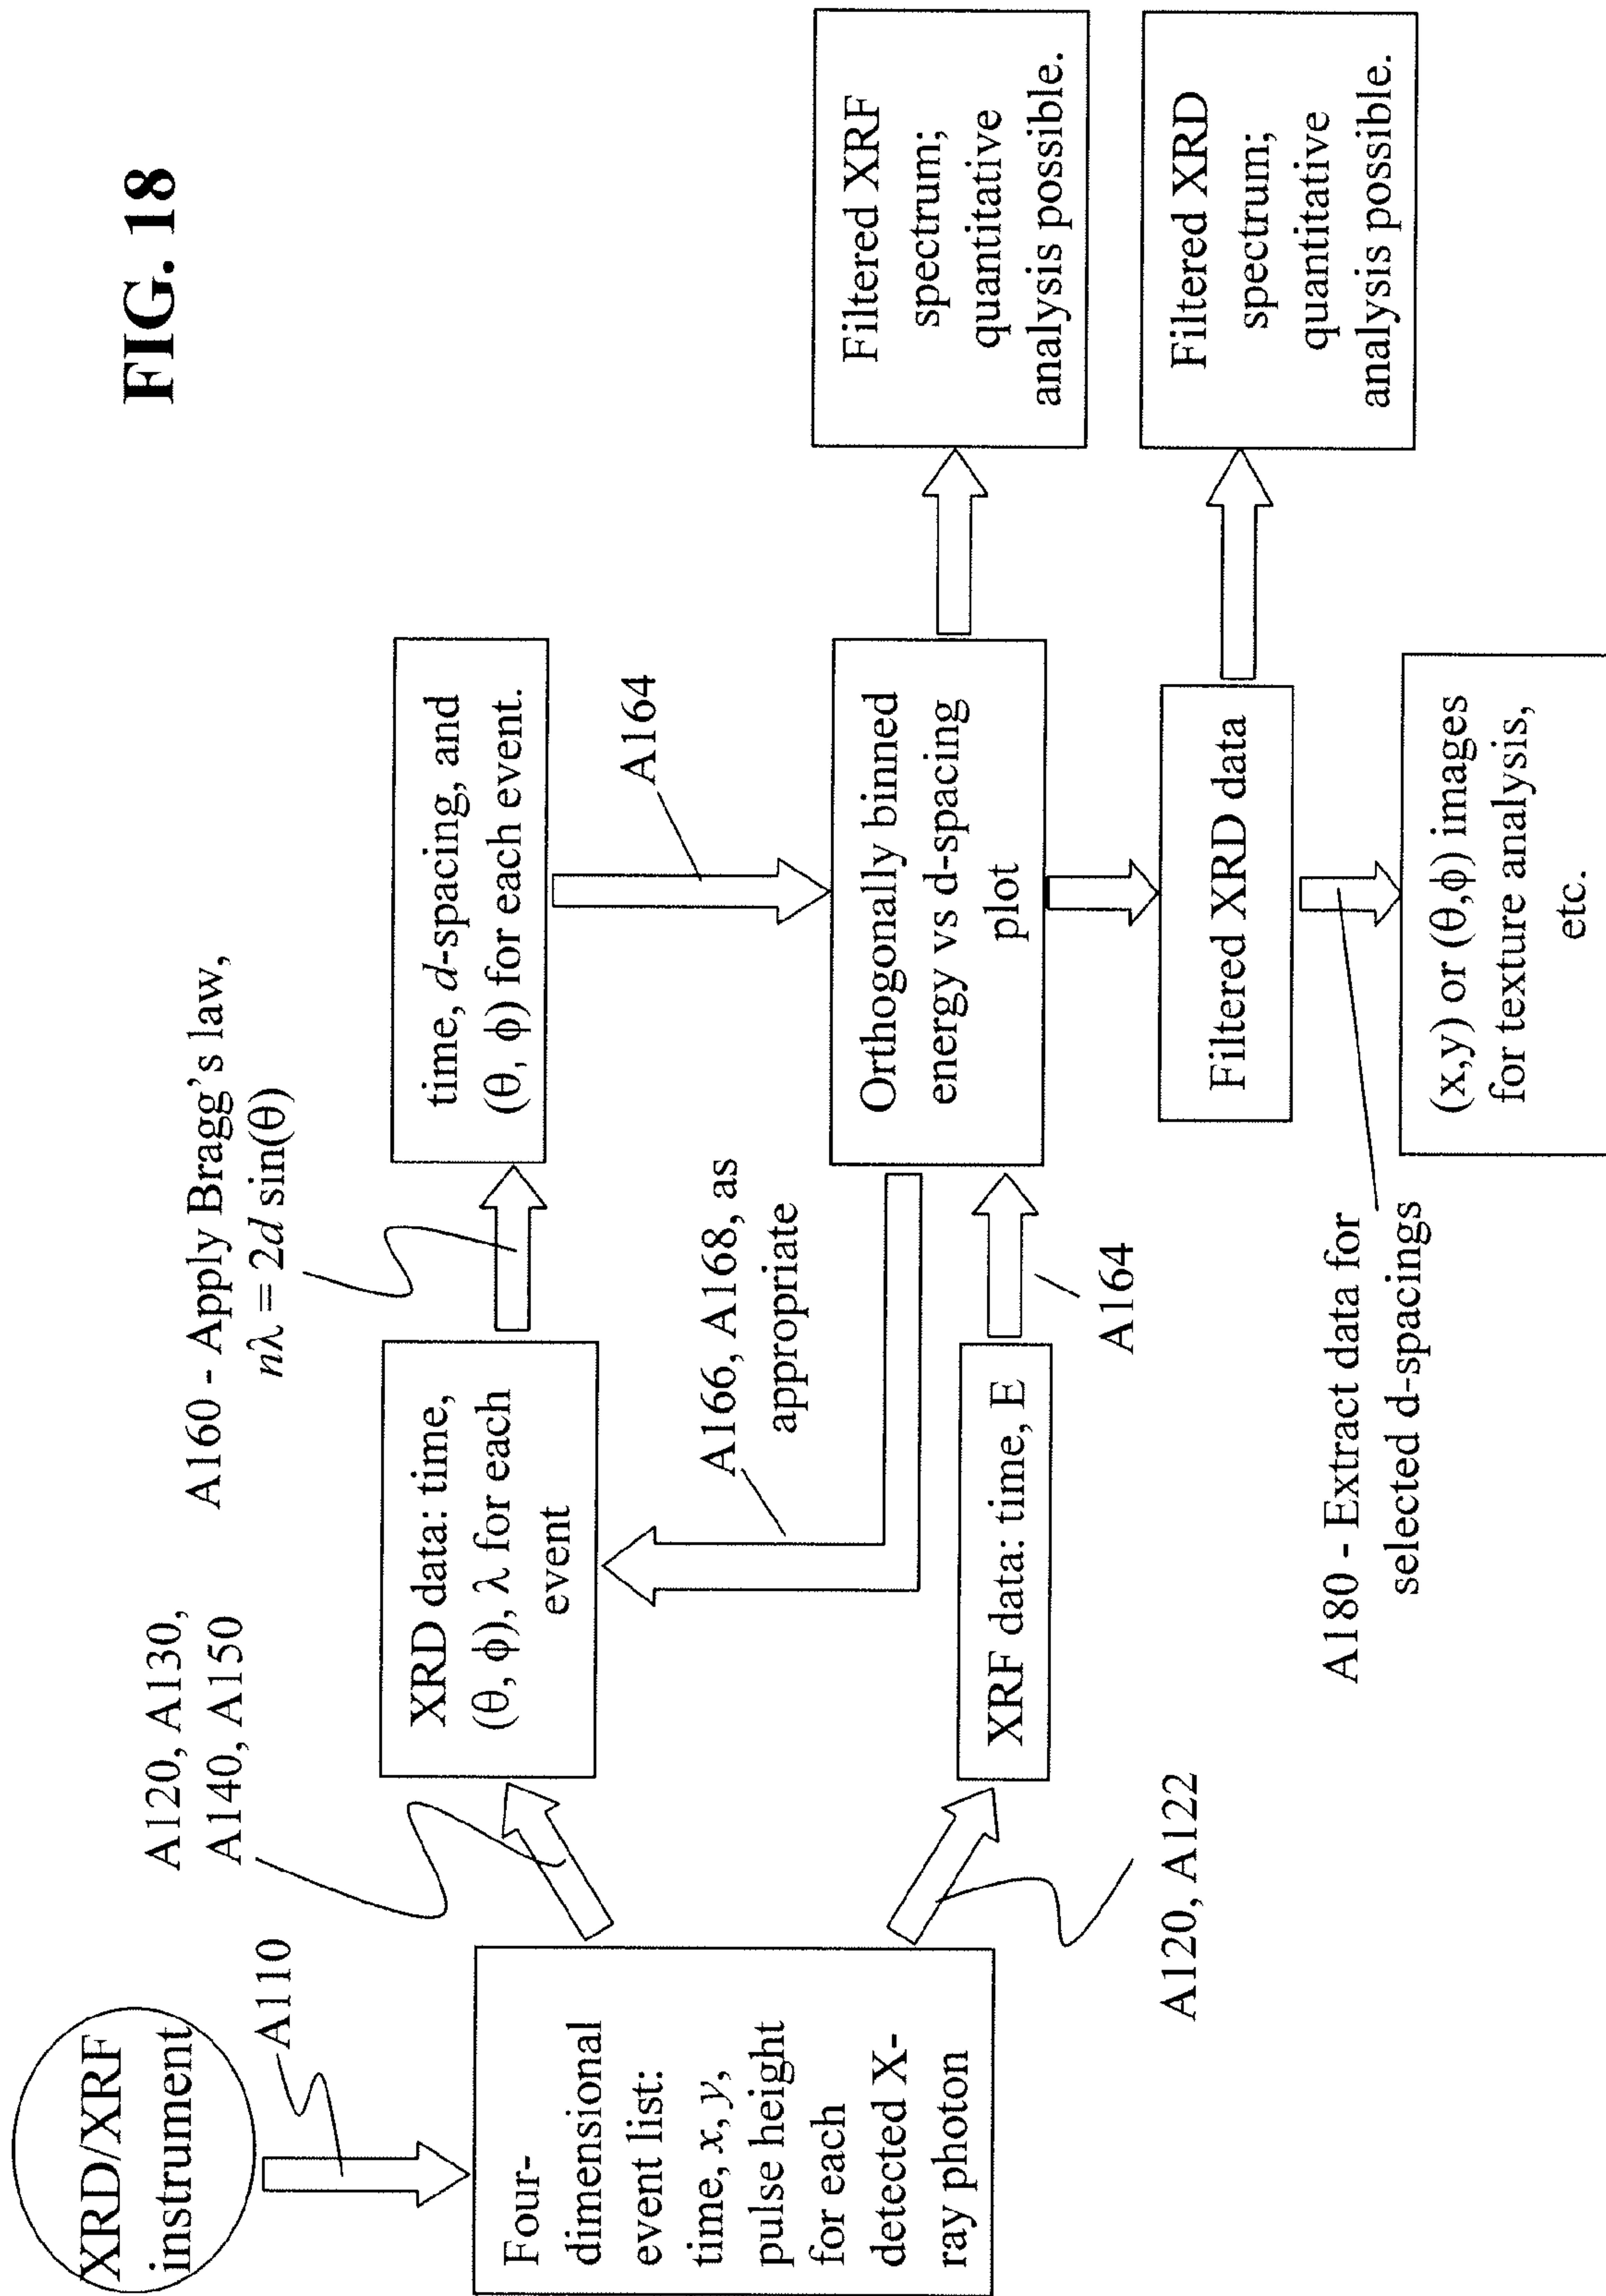 FIG. 18
XRD/XRF
instrument
A110
Four-
dimensional
event list:
time, x, y,
pulse height
for each
detected X-
ray photon
A120, A130,
A140, A150
A120, A122
XRD data: time,
(θ, ϕ), λ for each
event
XRF data: time, E
A160 - Apply Bragg's law,
nλ = 2d sin(θ)
A166, A168, as
appropriate
A164
time, d-spacing, and
(θ, ϕ) for each event.
A164
Orthogonally binned
energy vs d-spacing
plot
Filtered XRD data
A180 - Extract data for
selected d-spacings
(x,y) or (θ,ϕ) images
for texture analysis,
etc.
Filtered XRF
spectrum;
quantitative
analysis possible.
Filtered XRD
spectrum;
quantitative
analysis possible.